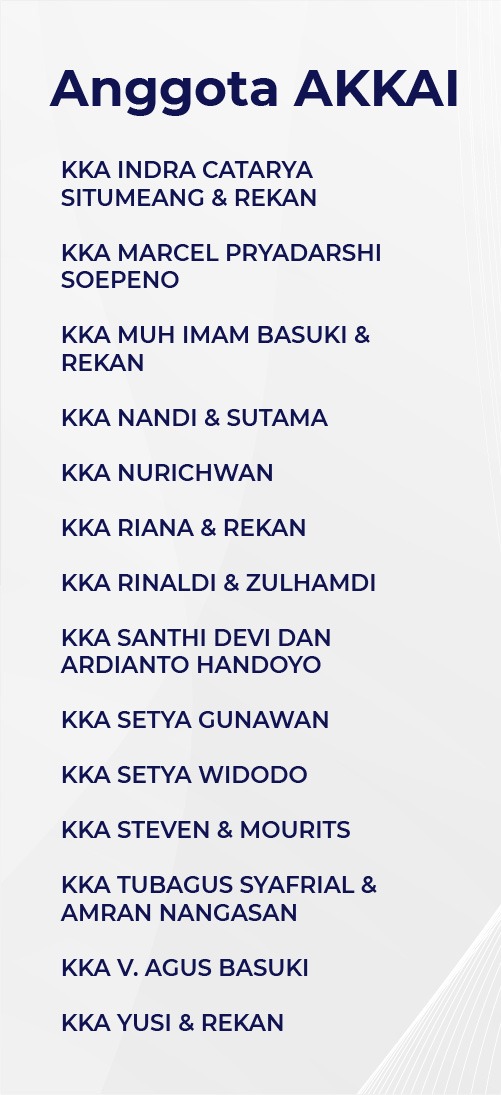 Anggota AKKAI
KKA INDRA CATARYA
SITUMEANG & REKAN
KKA MARCEL PRYADARSHI
SOEPENO
KKA MUH IMAM BASUKI &
REKAN
KKA NANDI & SUTAMA
KKA NURICHWAN
KKA RIANA & REKAN
KKA RINALDI & ZULHAMDI
KKA SANTHI DEVI DAN
ARDIANTO HANDOYO
KKA SETYA GUNAWAN
KKA SETYA WIDODO
KKA STEVEN & MOURITS
KKA TUBAGUS SYAFRIAL &
AMRAN NANGASAN
KKA V. AGUS BASUKI
KKA YUSI & REKAN